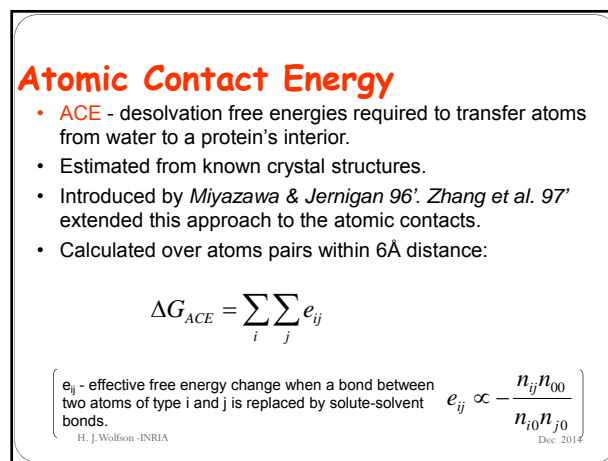 Atomic Contact Energy
• ACE - desolvation free energies required to transfer atoms
from water to a protein's interior.
• Estimated from known crystal structures.
• Introduced by Miyazawa & Jernigan 96'. Zhang et al. 97'
extended this approach to the atomic contacts.
• Calculated over atoms pairs within 6Å distance:
ΔG_ACE = ∑_i ∑_j e_ij
e_ij - effective free energy change when a bond between
two atoms of type i and j is replaced by solute-solvent
bonds.
e_ij ∝ - n_ij n_00 / n_i0 n_j0
H. J. Wolfson -INRIA
Dec 2014